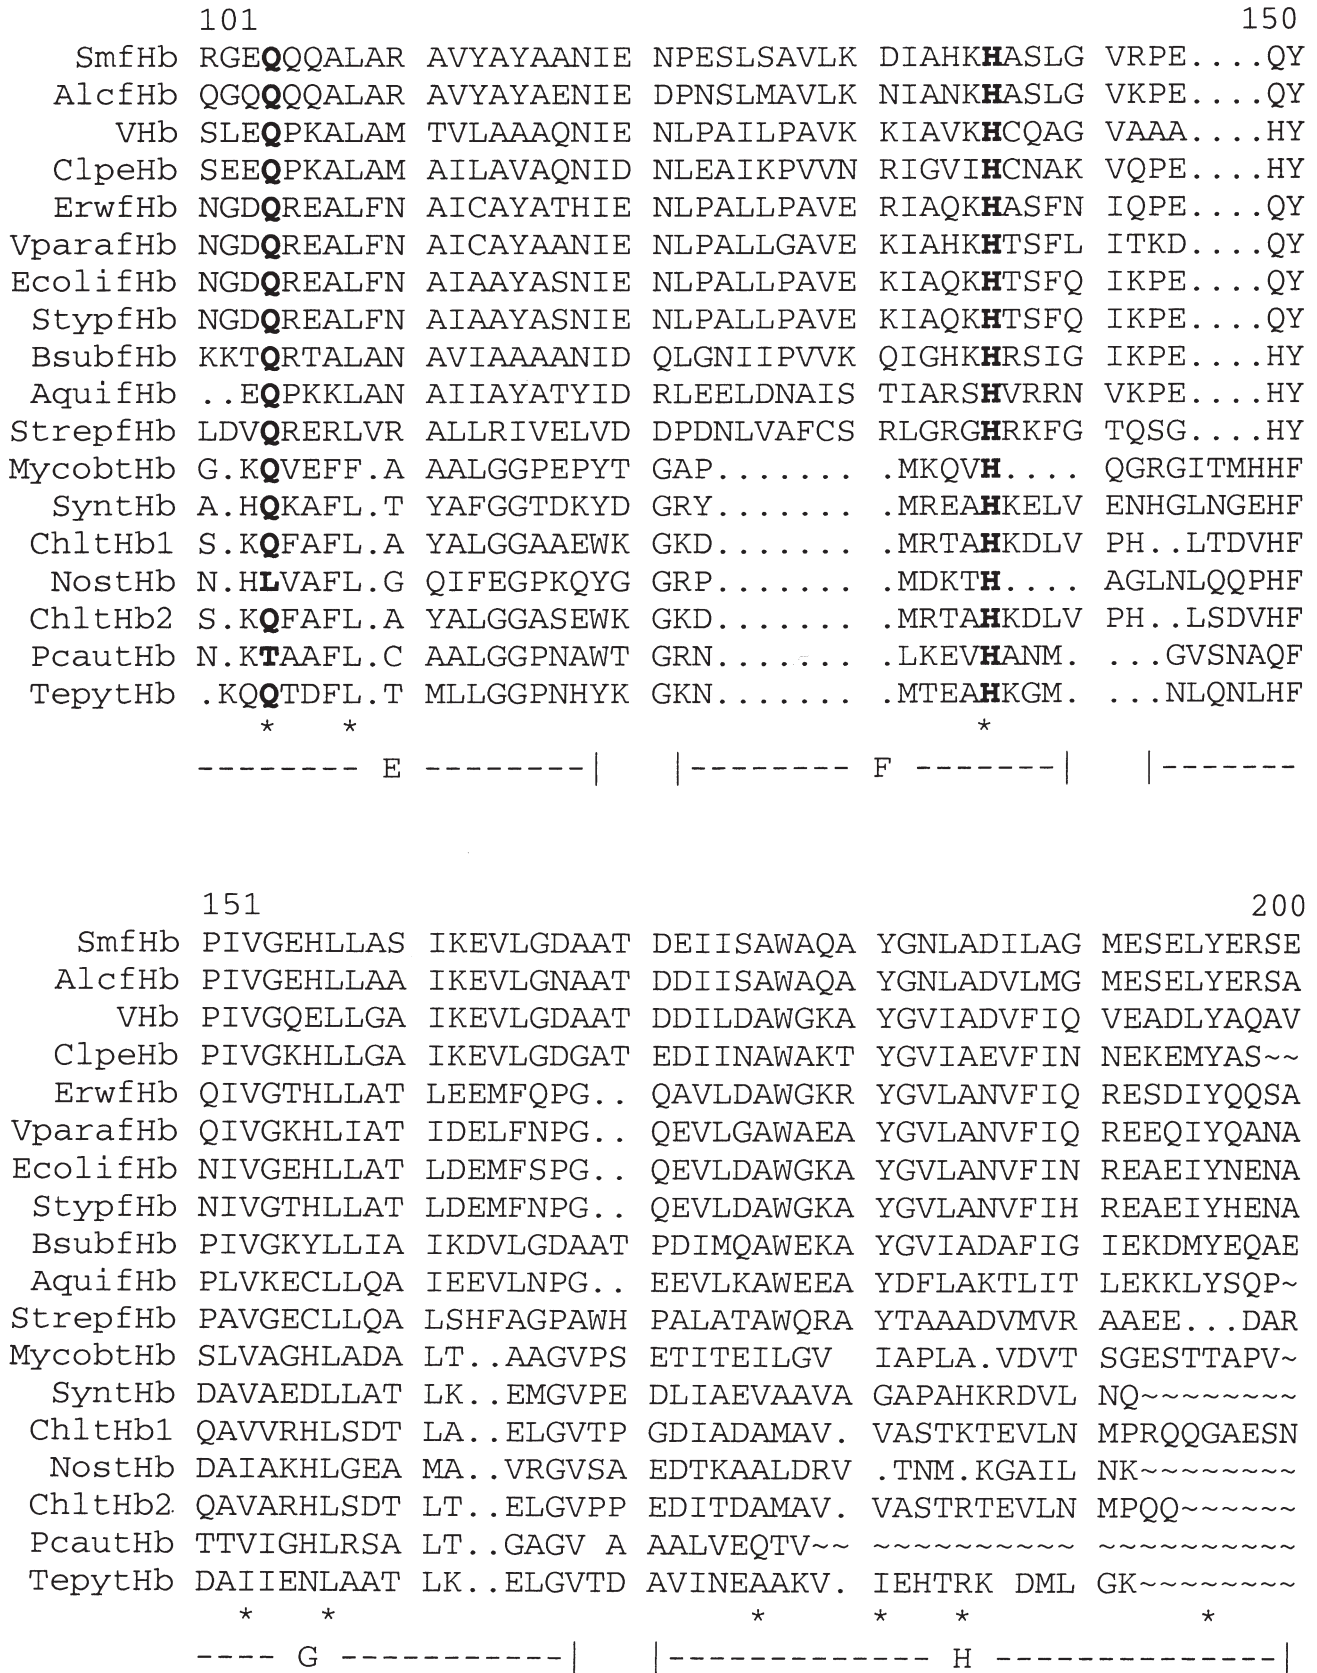 101 150
SmfHb RGEQQQALAR AVYAYAANIE NPESLSAVLK DIAHKHASLG VRPE....QY
AlcfHb QGQQQQALAR AVYAYAENIE DPNSLMAVLK NIANKHASLG VKPE....QY
VHb SLEQPKALAM TVLAAAQNIE NLPAILPAVK KIAVKHCQAG VAAA....HY
ClpeHb SEEQPKALAM AILAVAQNID NLEAIKPVVN RIGVIHCNAK VQPE....HY
ErwfHb NGDQREALFN AICAYATHIE NLPALLPAVE RIAQKHASFN IQPE....QY
VparafHb NGDQREALFN AICAYAANIE NLPALLGAVE KIAHKHTSFL ITKD....QY
EcolifHb NGDQREALFN AIAAYASNIE NLPALLPAVE KIAQKHTSFQ IKPE....QY
StypfHb NGDQREALFN AIAAYASNIE NLPALLPAVE KIAQKHTSFQ IKPE....QY
BsubfHb KKTQRTALAN AVIAAAANID QLGNIIPVVK QIGHKHRSIG IKPE....HY
AquifHb ..EQPKKLAN AIIAYATYID RLEELDNAIS TIARSHVRRN VKPE....HY
StrepfHb LDVQRERLVR ALLRIVELVD DPDNLVAFCS RLGRGHRKFG TQSG....HY
MycobtHb G.KQVEFF.A AALGGPEPYT GAP....... .MKQVH.... QGRGITMHHF
SyntHb A.HQKAFL.T YAFGGTDKYD GRY....... .MREAHKELV ENHGLNGEHF
ChltHb1 S.KQFAFL.A YALGGAAEWK GKD....... .MRTAHKDLV PH..LTDVHF
NostHb N.HLVAFL.G QIFEGPKQYG GRP....... .MDKTH.... AGLNLQQPHF
ChltHb2 S.KQFAFL.A YALGGASEWK GKD....... .MRTAHKDLV PH..LSDVHF
PcautHb N.KTAAFL.C AALGGPNAWT GRN....... .LKEVHANM. ...GVSNAQF
TepytHb .KQQTDFL.T MLLGGPNHYK GKN....... .MTEAHKGM. ...NLQNLHF
* * *
-------- E --------| |-------- F -------| |-------
151 200
SmfHb PIVGEHLLAS IKEVLGDAAT DEIISAWAQA YGNLADILAG MESELYERSE
AlcfHb PIVGEHLLAA IKEVLGNAAT DDIISAWAQA YGNLADVLMG MESELYERSA
VHb PIVGQELLGA IKEVLGDAAT DDILDAWGKA YGVIADVFIQ VEADLYAQAV
ClpeHb PIVGKHLLGA IKEVLGDGAT EDIINAWAKT YGVIAEVFIN NEKEMYAS~~
ErwfHb QIVGTHLLAT LEEMFQPG.. QAVLDAWGKR YGVLANVFIQ RESDIYQQSA
VparafHb QIVGKHLIAT IDELFNPG.. QEVLGAWAEA YGVLANVFIQ REEQIYQANA
EcolifHb NIVGEHLLAT LDEMFSPG.. QEVLDAWGKA YGVLANVFIN REAEIYNENA
StypfHb NIVGTHLLAT LDEMFNPG.. QEVLDAWGKA YGVLANVFIH REAEIYHENA
BsubfHb PIVGKYLLIA IKDVLGDAAT PDIMQAWEKA YGVIADAFIG IEKDMYEQAE
AquifHb PLVKECLLQA IEEVLNPG.. EEVLKAWEEA YDFLAKTLIT LEKKLYSQP~
StrepfHb PAVGECLLQA LSHFAGPAWH PALATAWQRA YTAAADVMVR AAEE...DAR
MycobtHb SLVAGHLADA LT..AAGVPS ETITEILGV IAPLA.VDVT SGESTTAPV~
SyntHb DAVAEDLLAT LK..EMGVPE DLIAEVAAVA GAPAHKRDVL NQ~~~~~~~~
ChltHb1 QAVVRHLSDT LA..ELGVTP GDIADAMAV. VASTKTEVLN MPRQQGAESN
NostHb DAIAKHLGEA MA..VRGVSA EDTKAALDRV .TNM.KGAIL NK~~~~~~~~
ChltHb2 QAVARHLSDT LT..ELGVPP EDITDAMAV. VASTRTEVLN MPQQ~~~~~~
PcautHb TTVIGHLRSA LT..GAGV A AALVEQTV~~ ~~~~~~~~~~ ~~~~~~~~~~
TepytHb DAIIENLAAT LK..ELGVTD AVINEAAKV. IEHTRK DML GK~~~~~~~~
* * * * * *
---- G -----------| |------------- H --------------|